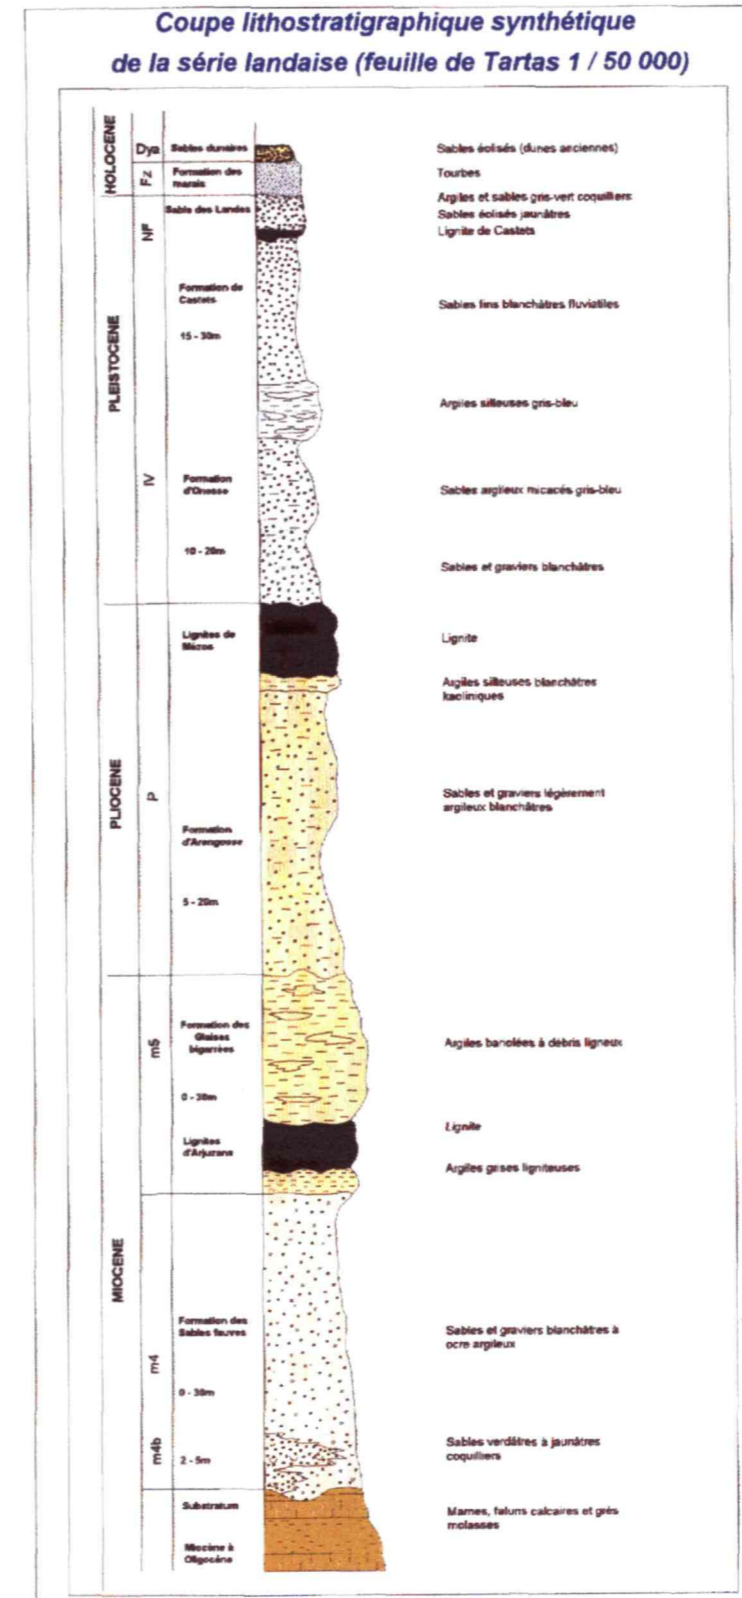 Coupe lithostratigraphique synthétique
de la série landaise (feuille de Tartas 1 / 50 000)
HOLOCENE
Dya
Sables dunaires
Sables éolisés (dunes anciennes)
Fz
Formation des
marais
Tourbes
Argiles et sables gris-vert coquilliers
PLEISTOCENE
NF
Sable des Landes
Sables éolisés jaunâtres
Lignite de Castets
Formation de
Castets
Sables fins blanchâtres fluviatiles
15 - 30m
Argiles silteuses gris-bleu
IV
Formation
d'Onesse
Sables argileux micacés gris-bleu
10 - 20m
Sables et graviers blanchâtres
PLIOCENE
P
Lignites de
Mézos
Lignite
Argiles silteuses blanchâtres
kaoliniques
Sables et graviers légèrement
argileux blanchâtres
Formation
d'Arengosse
5 - 20m
MIOCENE
m5
Formation des
Glaises
bigarrées
Argiles bariolées à débris ligneux
0 - 30m
Lignites
d'Arjuzanx
Lignite
Argiles grises ligniteuses
m4
Formation des
Sables fauves
Sables et graviers blanchâtres à
ocre argileux
0 - 30m
m4b
2 - 5m
Sables verdâtres à jaunâtres
coquilliers
Substratum
Marnes, faluns calcaires et grès
molasses
Miocène à
Oligocène